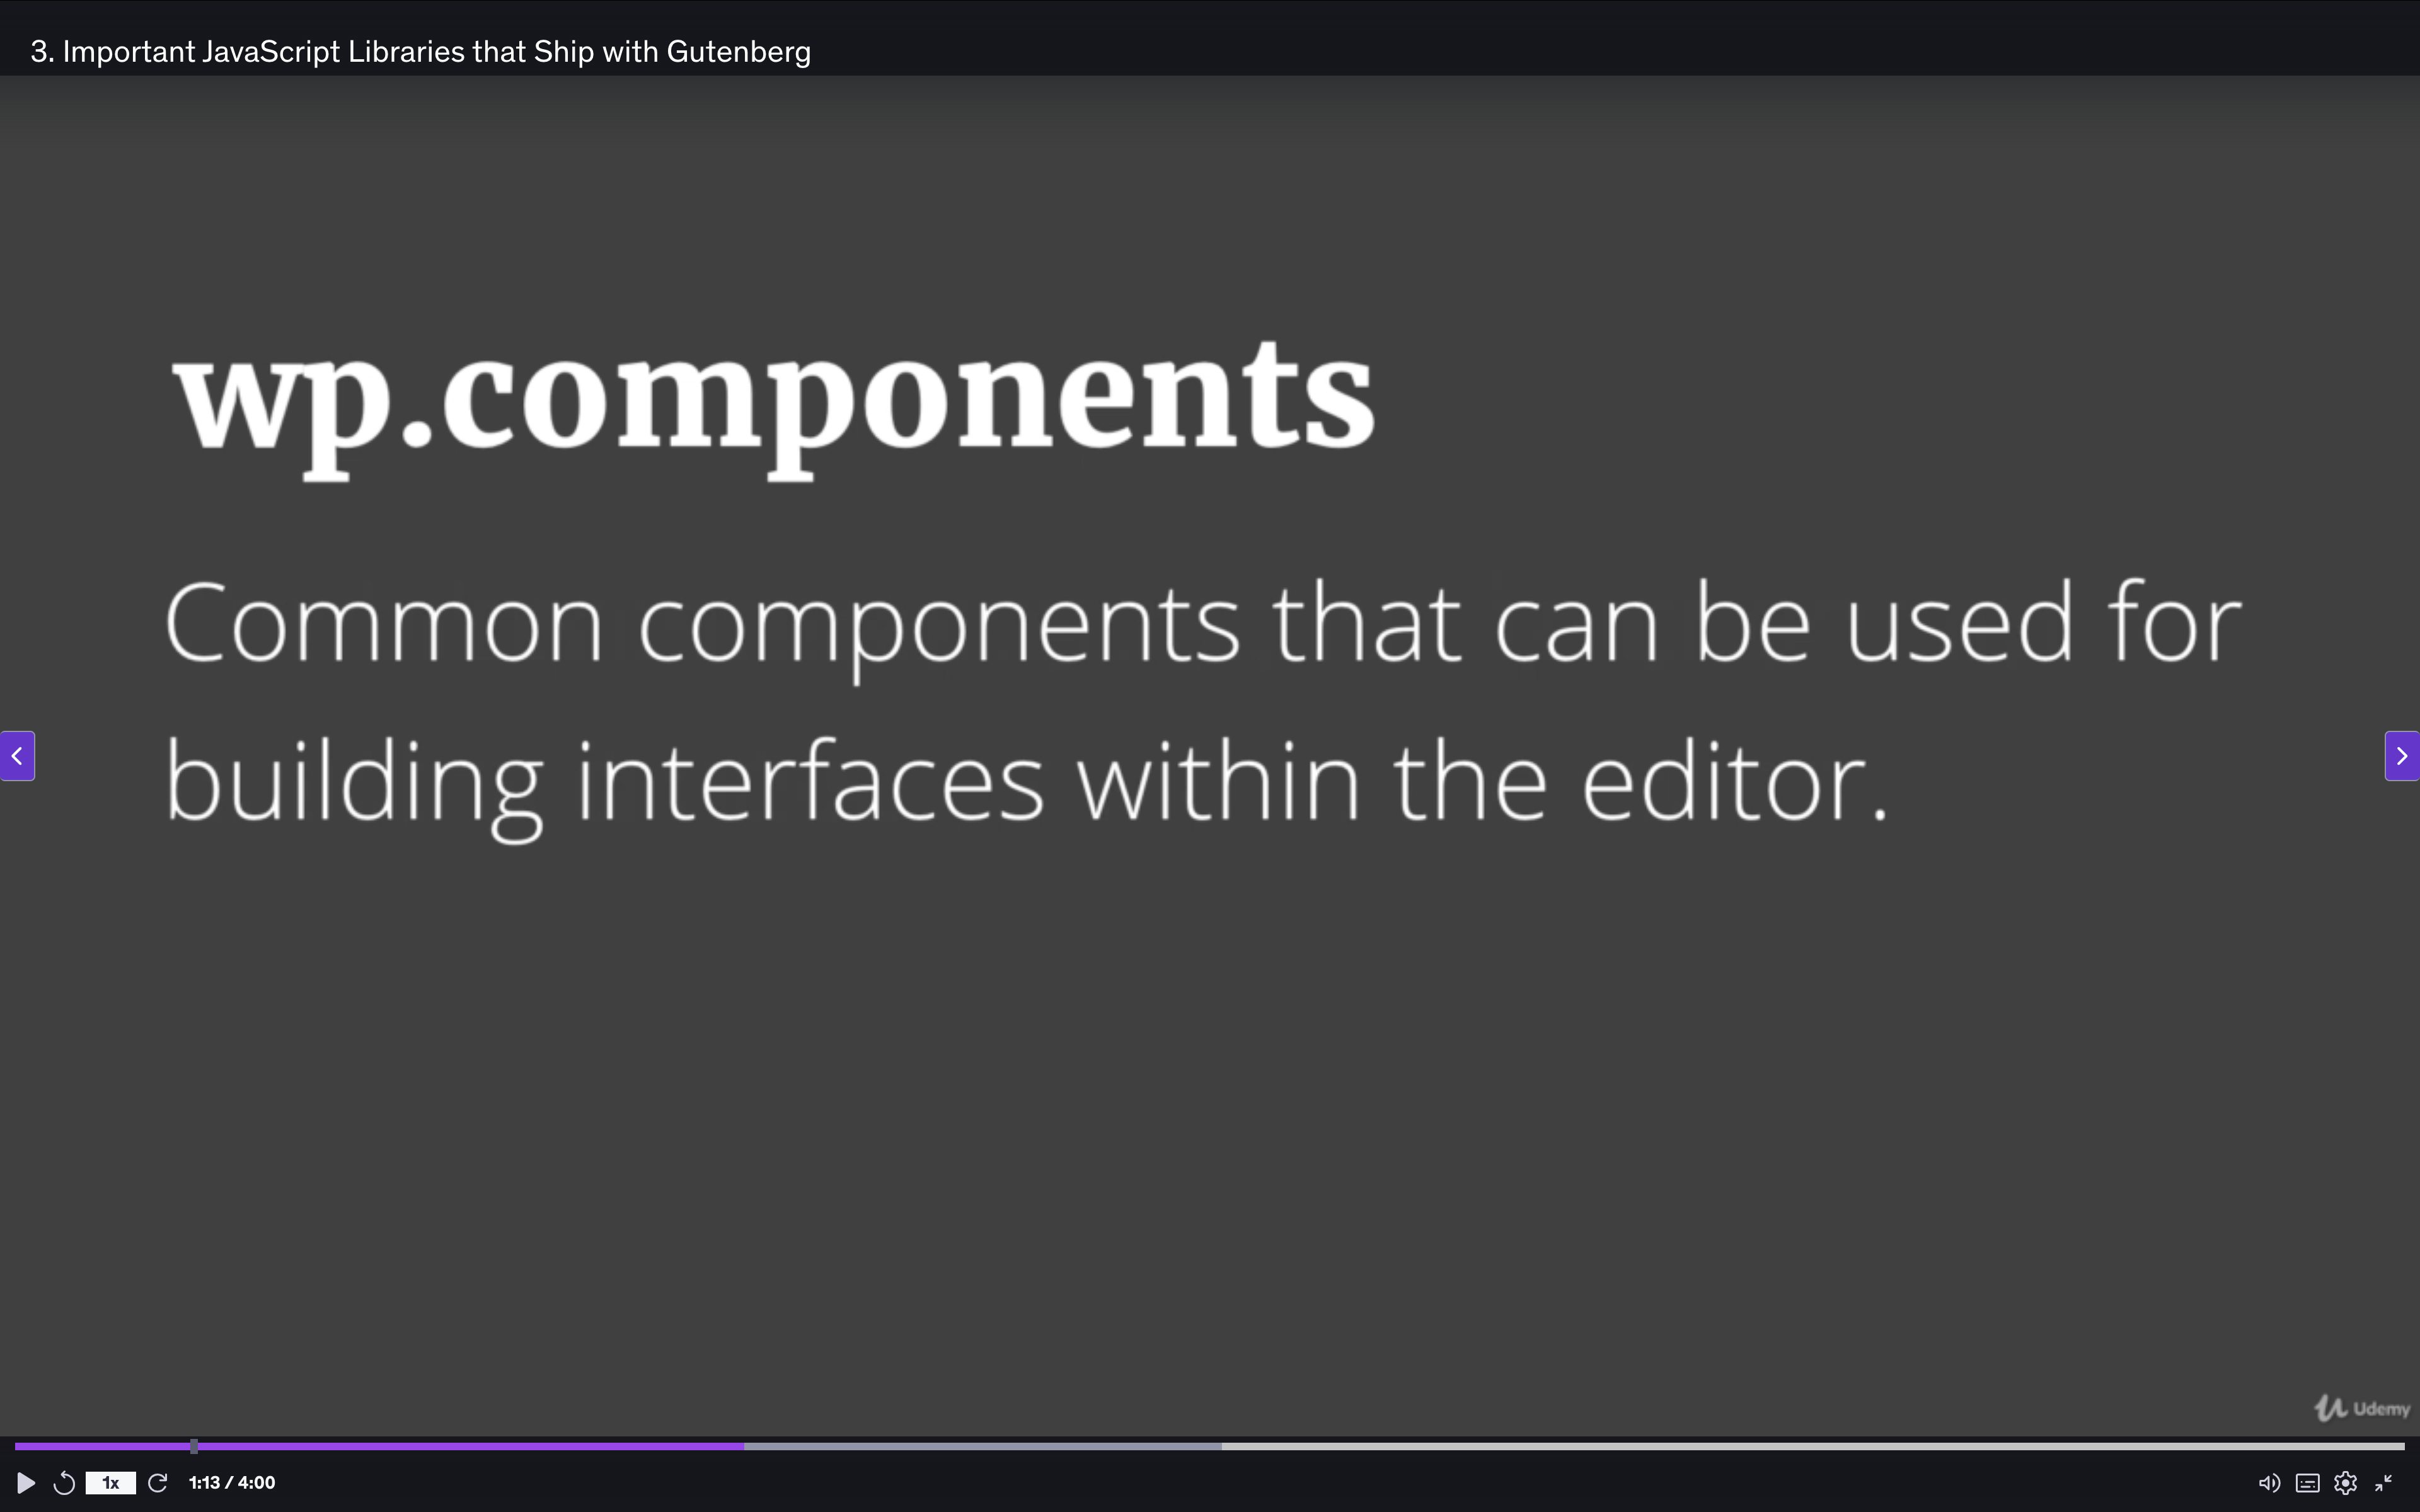 3. Important JavaScript Libraries that Ship with Gutenberg
wp.components
Common components that can be used for
building interfaces within the editor.
Udemy
1x
1:13 / 4:00